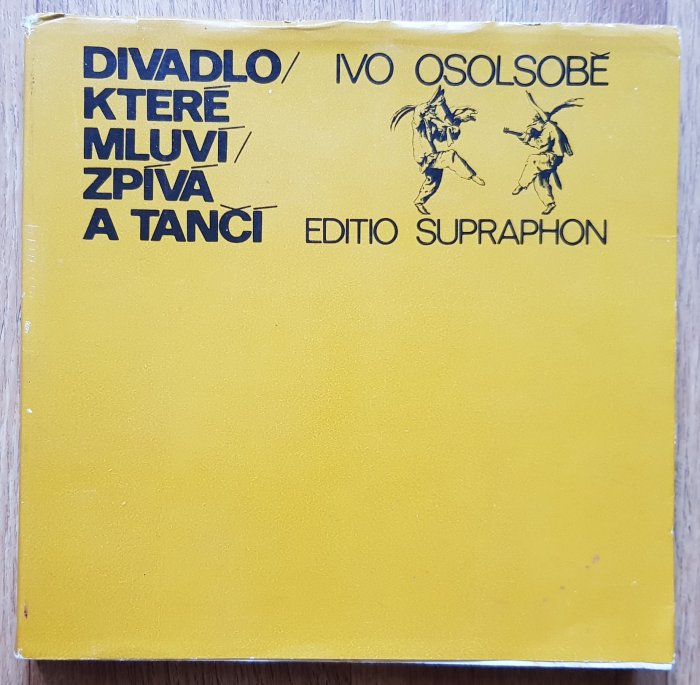 DIVADLO/
KTERÉ
MLUVÍ/
ZPÍVÁ
A TANČÍ
IVO OSOLSOBĚ
EDITIO SUPRAPHON